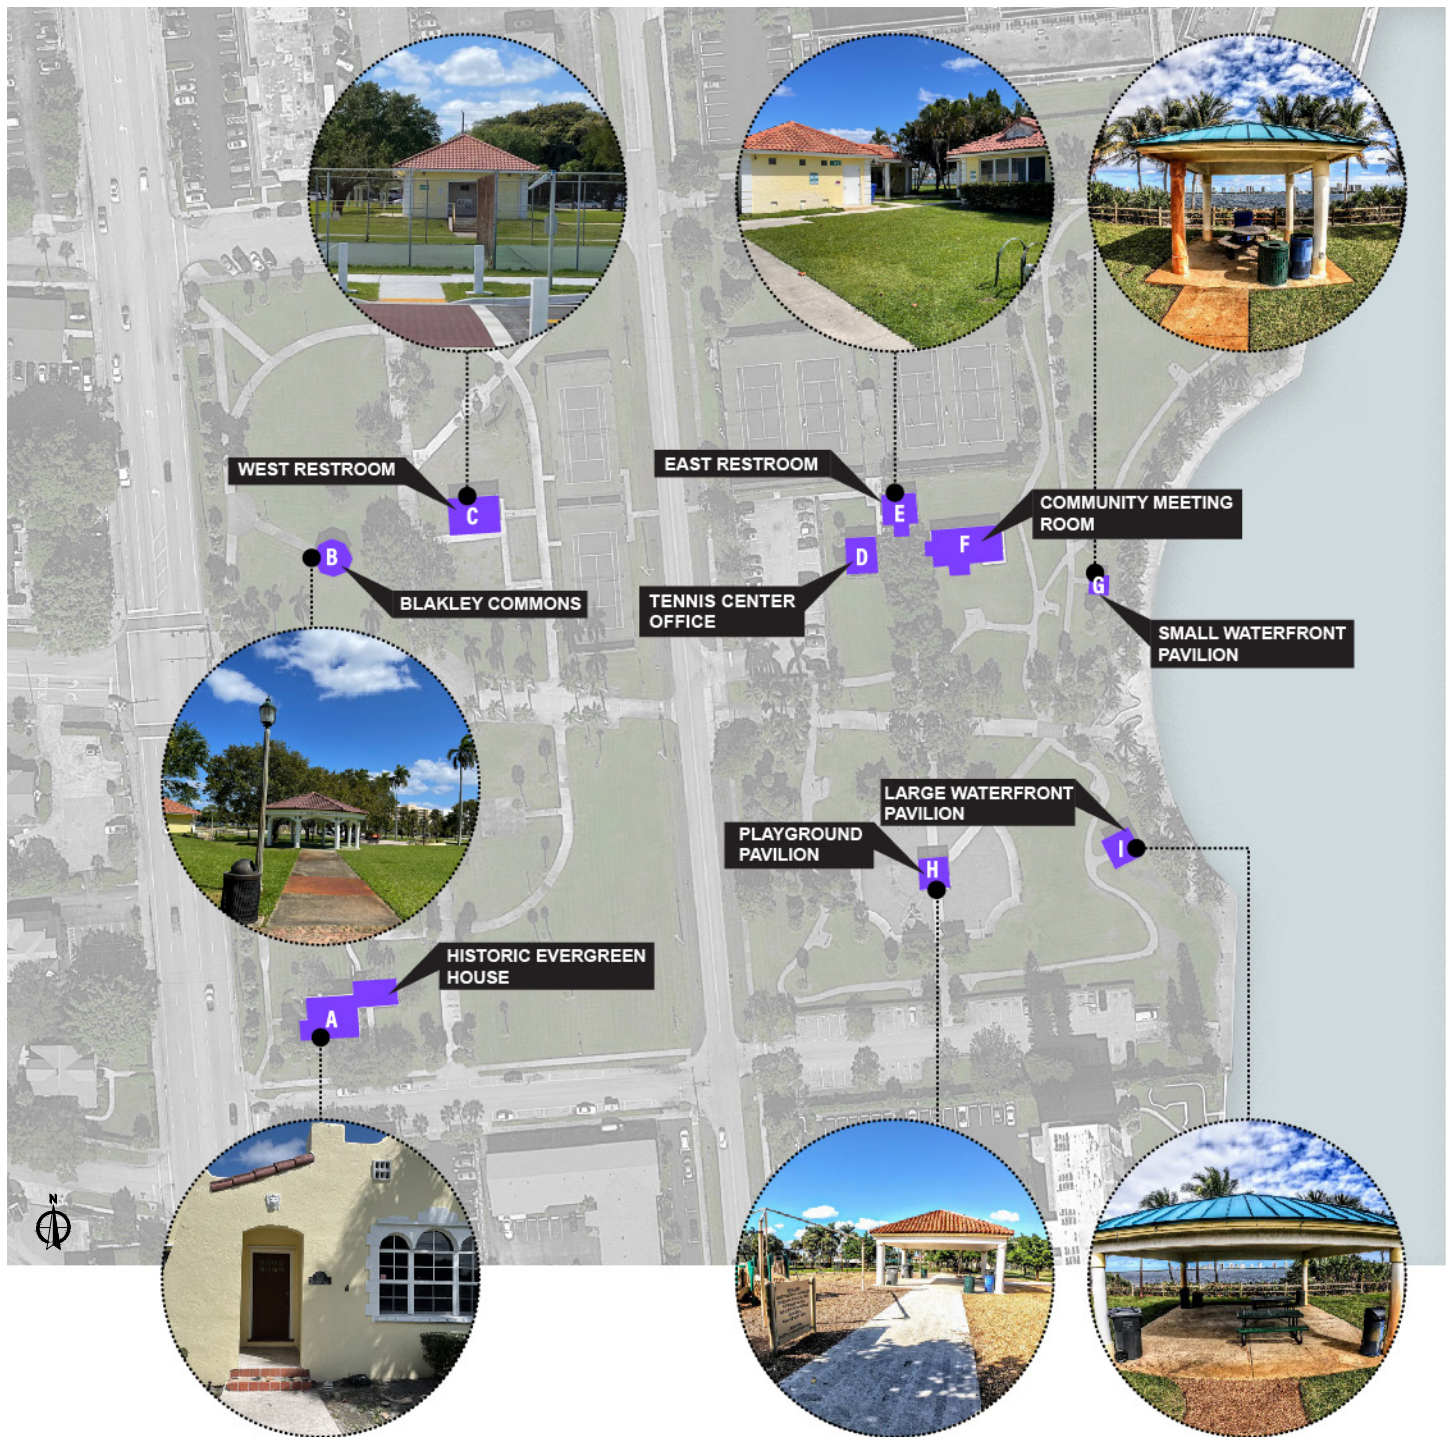 WEST RESTROOM
C
B
BLAKLEY COMMONS
EAST RESTROOM
E
COMMUNITY MEETING
ROOM
F
D
TENNIS CENTER
OFFICE
G
SMALL WATERFRONT
PAVILION
LARGE WATERFRONT
PAVILION
I
PLAYGROUND
PAVILION
H
HISTORIC EVERGREEN
HOUSE
A
N